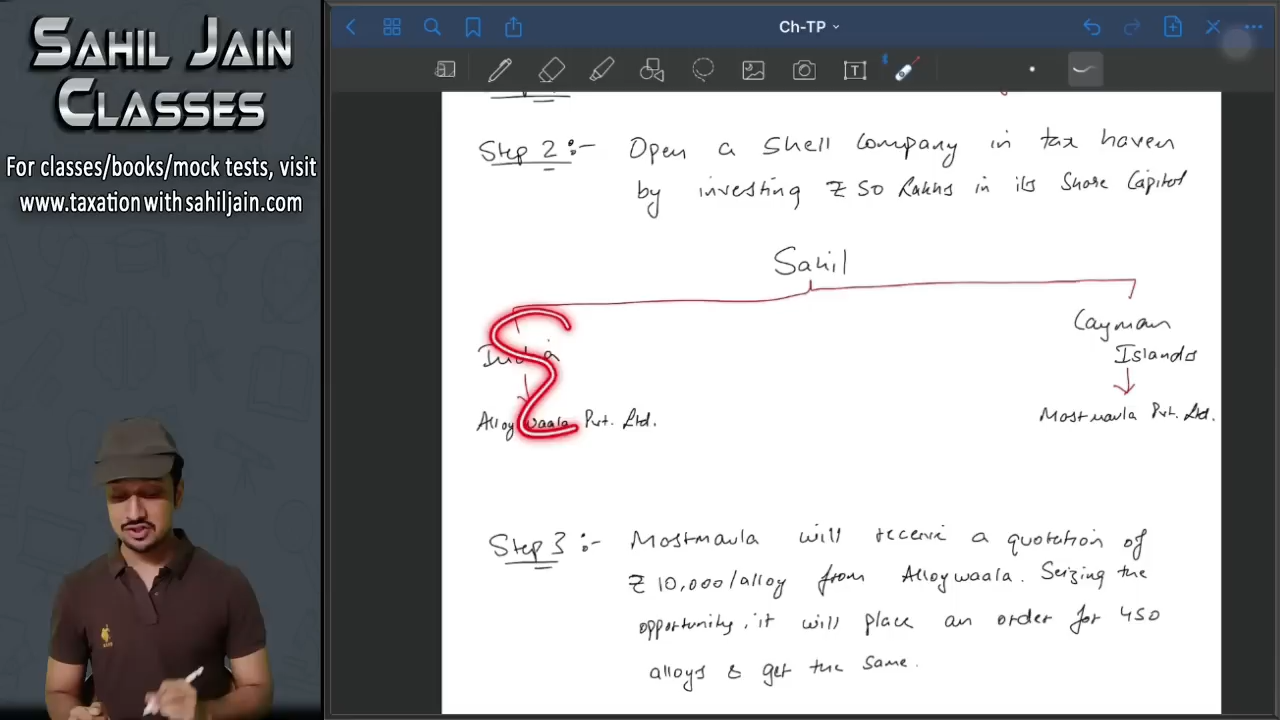 SAHIL JAIN
CLASSES
For classes/books/mock tests, visit
www.taxationwithsahiljain.com
Ch-TP
T
Step 2 :- Open a Shell Company in tax haven
by investing ₹ 50 Lakhs in its Share Capital
Sahil
India
Cayman
Islands
Alloywaala Pvt. Ltd.
Mostmaula Pvt. Ltd.
Step 3 :- Mostmaula will receive a quotation of
₹ 10,000/alloy from Alloywaala. Seizing the
opportunity, it will place an order for 450
alloys & get the same.